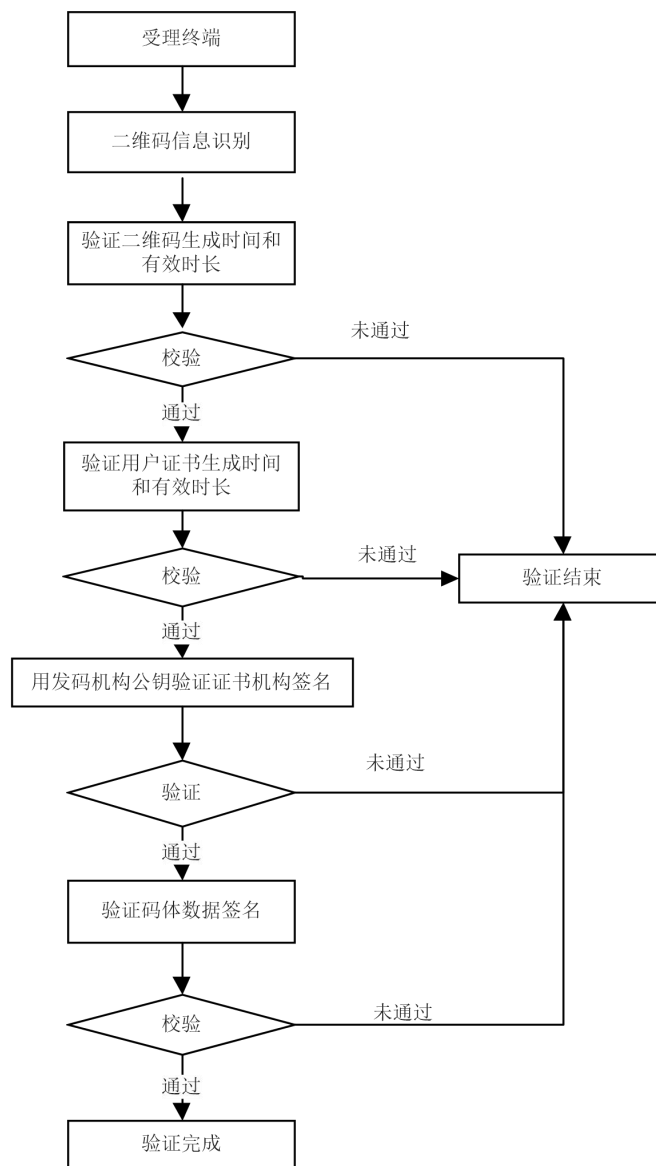 受理终端
二维码信息识别
验证二维码生成时间和
有效时长
未通过
校验
通过
验证用户证书生成时间
和有效时长
未通过
校验
验证结束
通过
用发码机构公钥验证证书机构签名
未通过
验证
通过
验证码体数据签名
未通过
校验
通过
验证完成